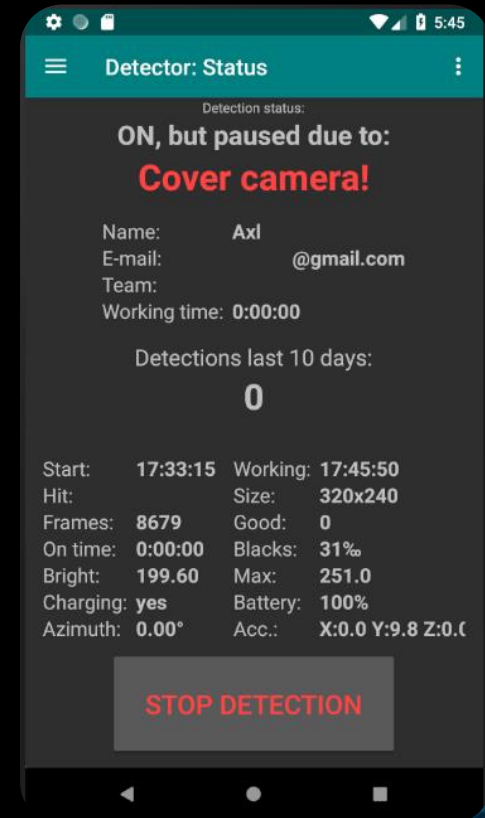 5:45
Detector: Status
Detection status:
ON, but paused due to:
Cover camera!
Name: Axl
E-mail: @gmail.com
Team:
Working time: 0:00:00
Detections last 10 days:
0
Start: 17:33:15 Working: 17:45:50
Hit: Size: 320x240
Frames: 8679 Good: 0
On time: 0:00:00 Blacks: 31‰
Bright: 199.60 Max: 251.0
Charging: yes Battery: 100%
Azimuth: 0.00° Acc.: X:0.0 Y:9.8 Z:0.
STOP DETECTION